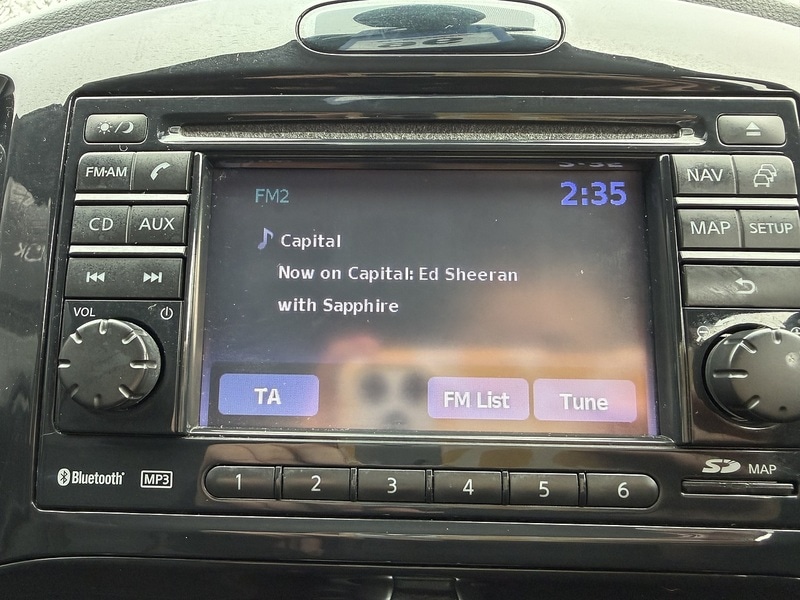 FM·AM
NAV
FM2
2:35
CD AUX
MAP SETUP
Capital
Now on Capital: Ed Sheeran
with Sapphire
VOL
TA FM List Tune
Bluetooth MP3
1 2 3 4 5 6
SD MAP